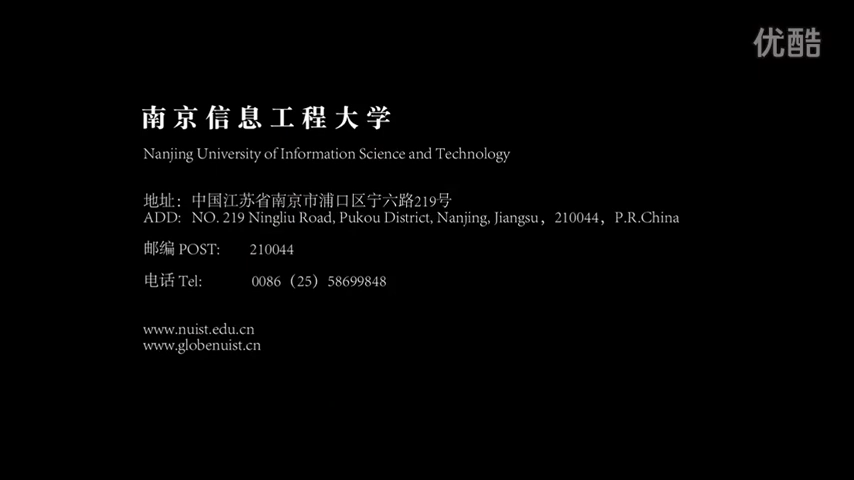 优酷
南京信息工程大学
Nanjing University of Information Science and Technology
地址：中国江苏省南京市浦口区宁六路219号
ADD: NO. 219 Ningliu Road, Pukou District, Nanjing, Jiangsu，210044，P.R.China
邮编 POST: 210044
电话 Tel: 0086（25）58699848
www.nuist.edu.cn
www.globenuist.cn